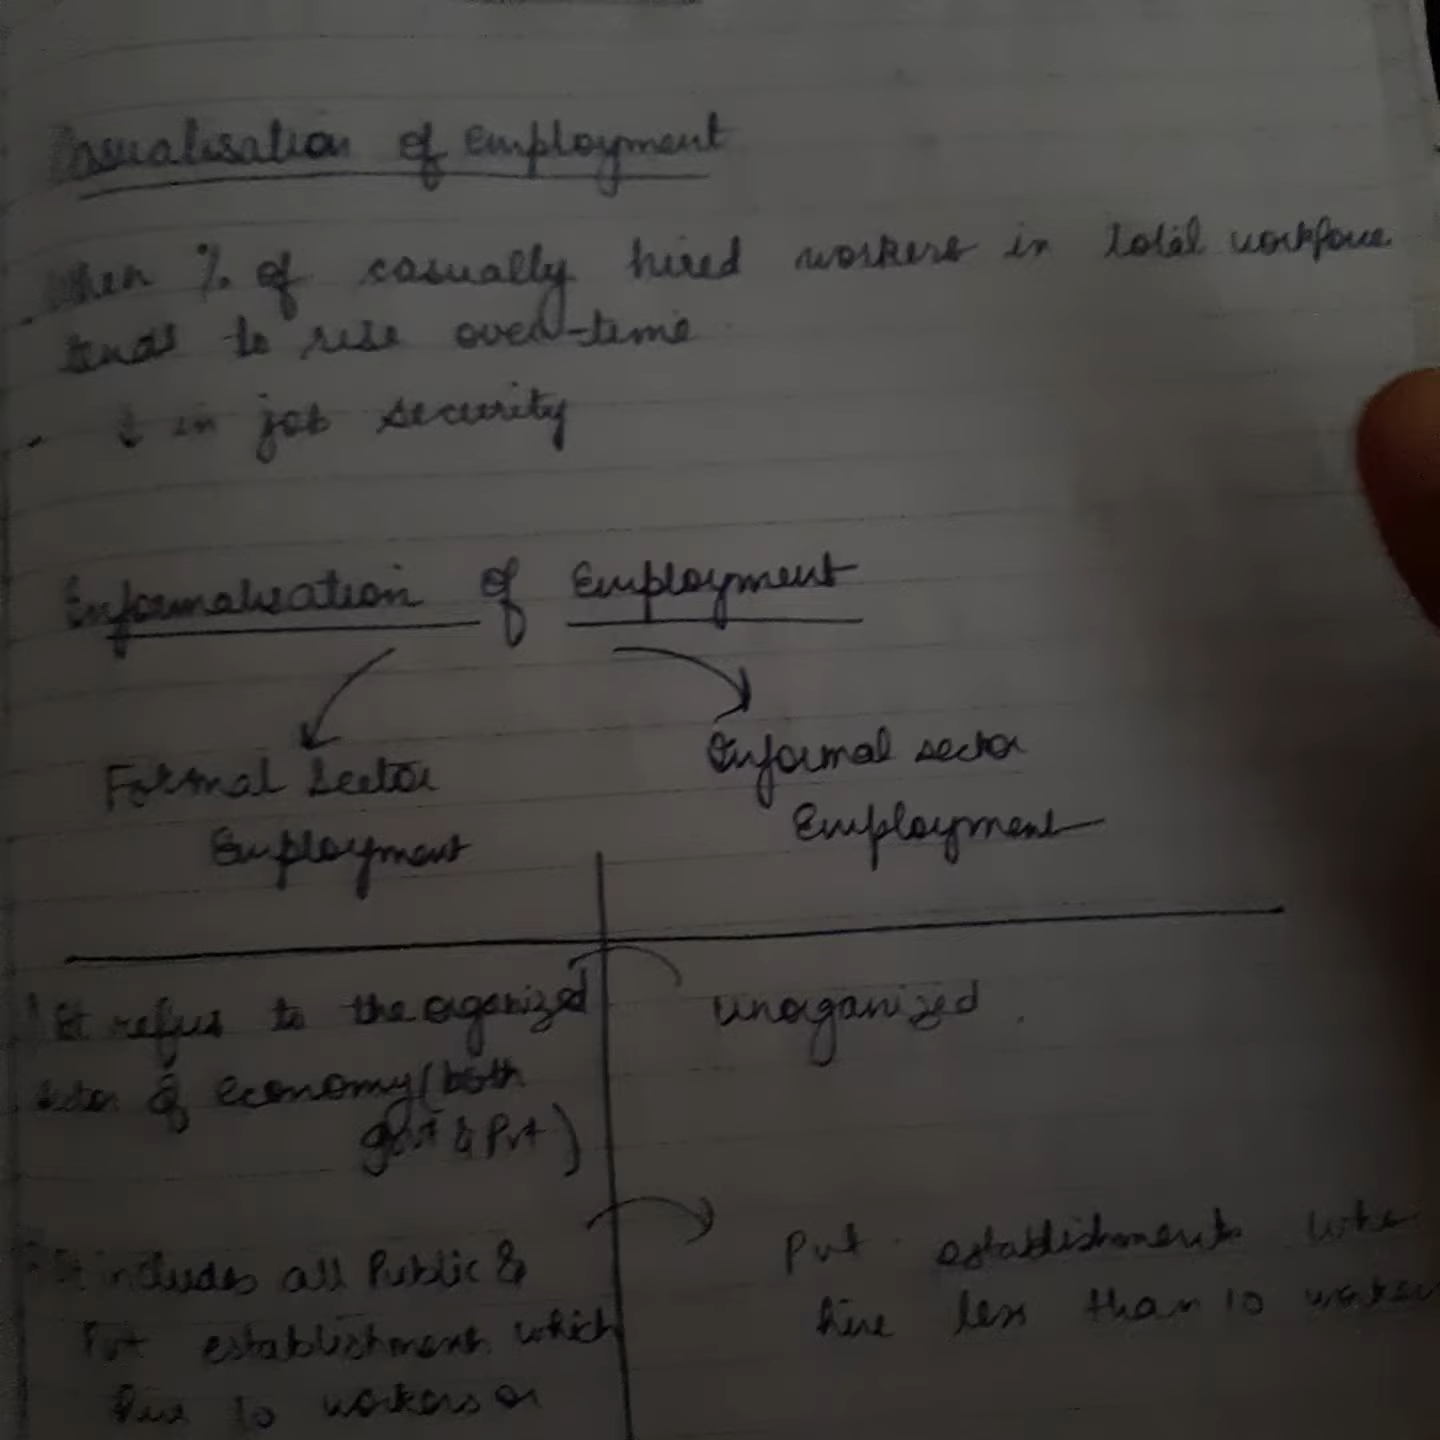 Casualisation of employment
when % of casually hired workers in total workforce
tends to rise over-time
↓ in job security
Informalisation of Employment
Formal Sector
Employment
Informal sector
Employment
It refers to the organized
sector of economy (both
govt & Pvt)
unorganized
It includes all Public &
Pvt establishment which
hire 10 workers or
Pvt establishments
hire less than 10 workers